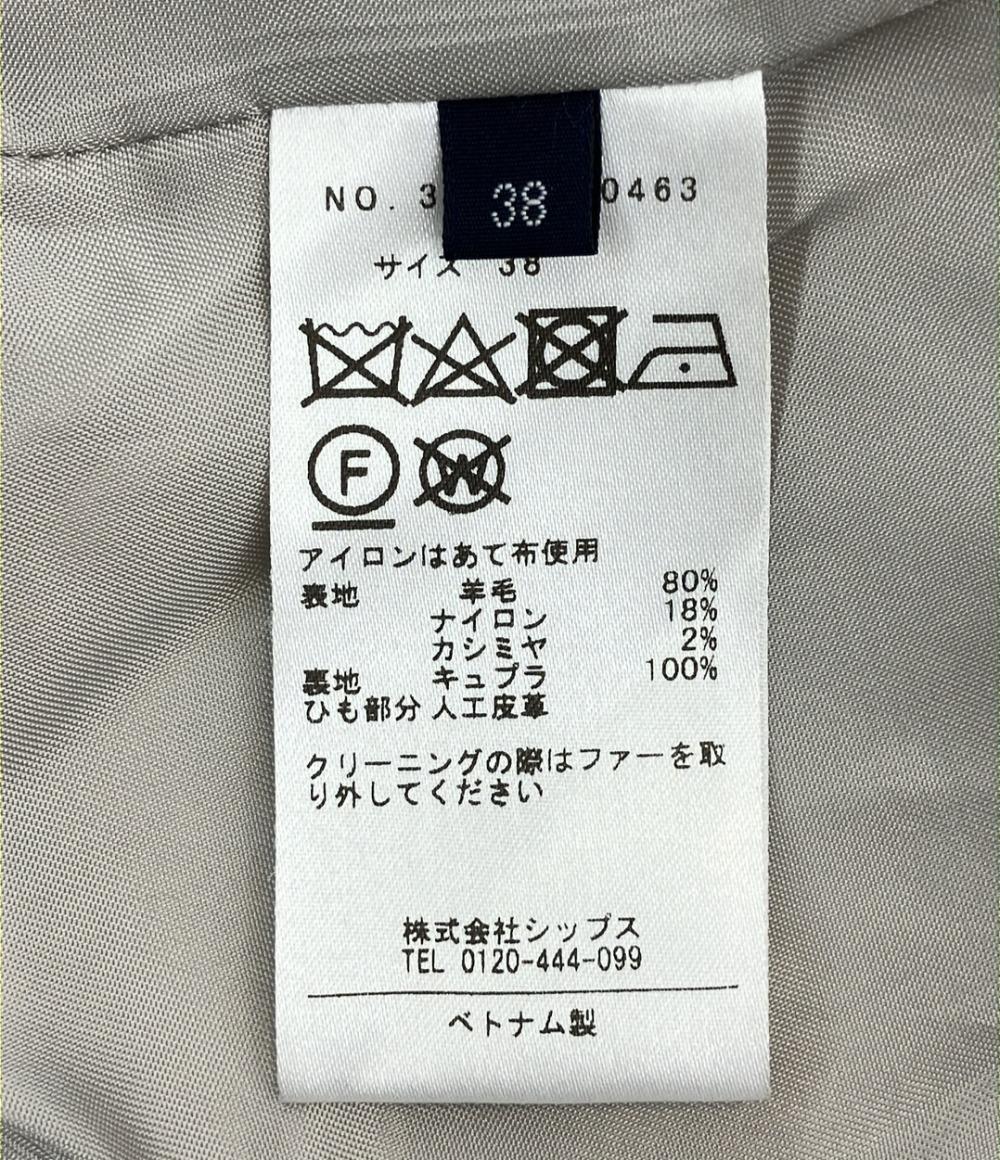 38
NO. 3 0463
サイズ 38
F W
アイロンはあて布使用
表地 羊毛 80%
ナイロン 18%
カシミヤ 2%
裏地 キュプラ 100%
ひも部分 人工皮革
クリーニングの際はファーを取
り外してください
株式会社シップス
TEL 0120-444-099
ベトナム製